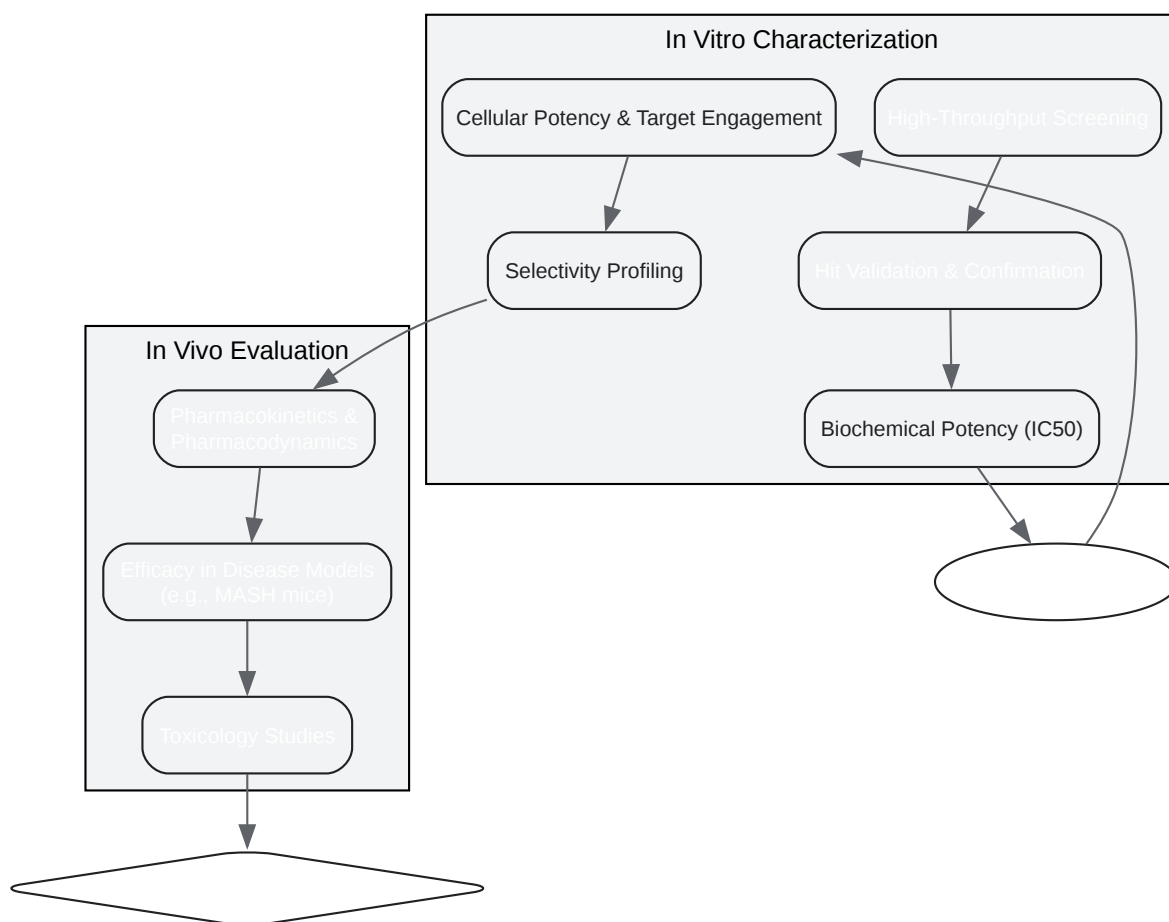 In Vitro Characterization
Cellular Potency & Target Engagement
High-Throughput Screening
Selectivity Profiling
Hit Validation & Confirmation
Biochemical Potency (IC50)
In Vivo Evaluation
Pharmacokinetics &
Pharmacodynamics
Efficacy in Disease Models
(e.g., MASH mice)
Toxicology Studies